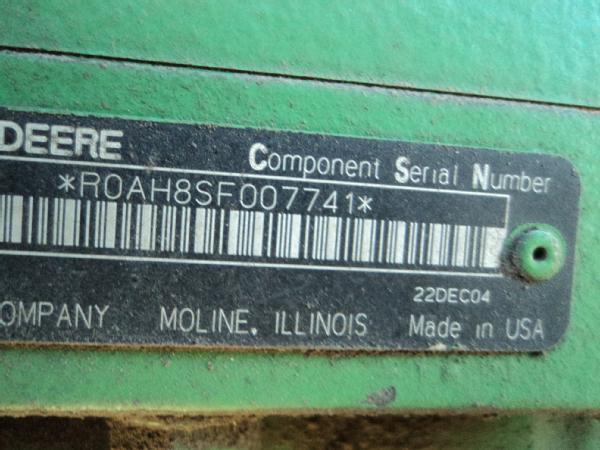 DEERE
Component Serial Number
*R0AH8SF007741*
22DEC04
OMPANY MOLINE, ILLINOIS Made in USA